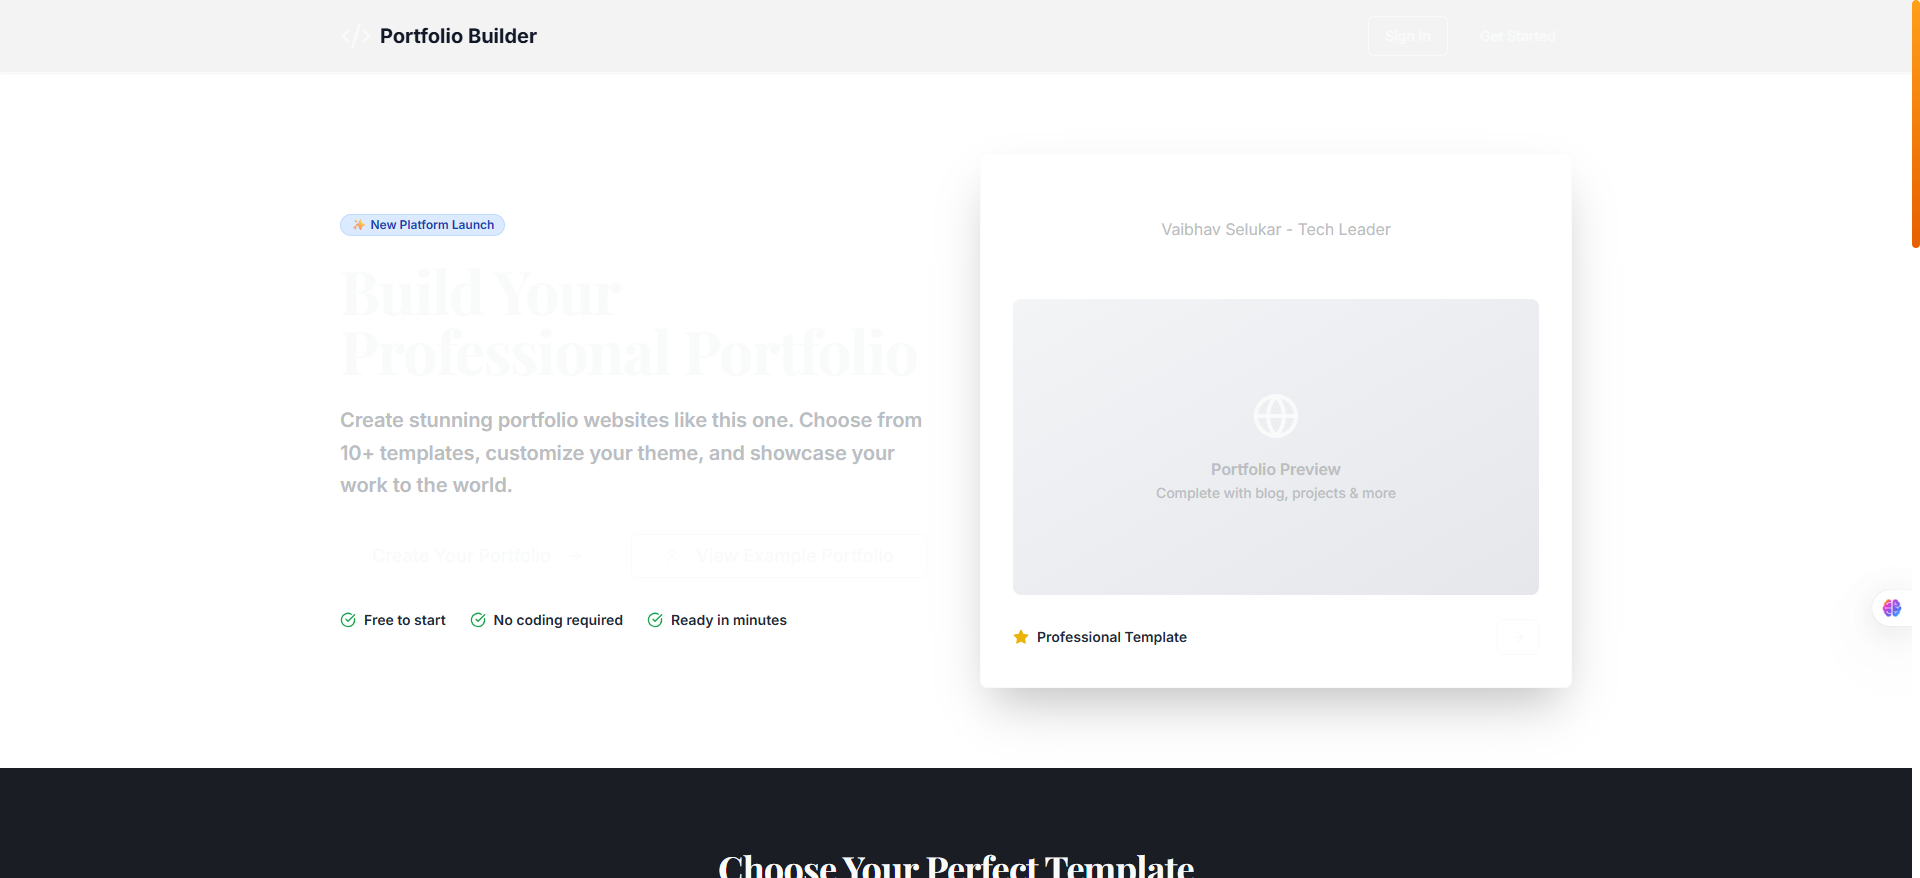 Portfolio Builder
Sign In
Get Started
✨ New Platform Launch
Build Your
Professional Portfolio
Create stunning portfolio websites like this one. Choose from
10+ templates, customize your theme, and showcase your
work to the world.
Create Your Portfolio →
View Example Portfolio
Free to start
No coding required
Ready in minutes
Vaibhav Selukar - Tech Leader
Portfolio Preview
Complete with blog, projects & more
Professional Template
Choose Your Perfect Template